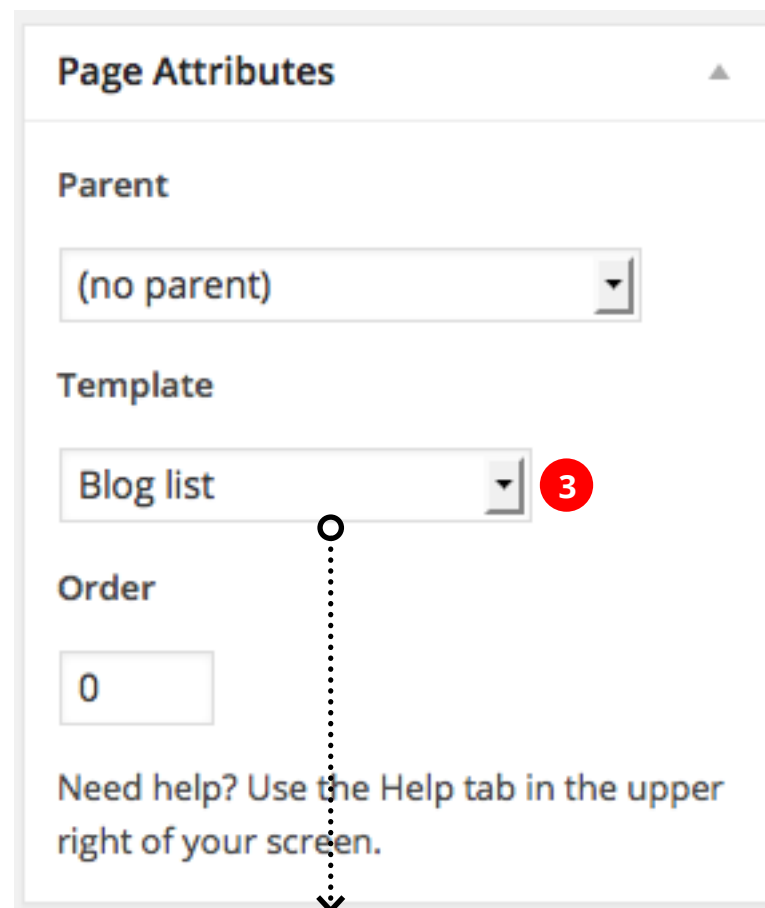 Page Attributes
Parent
(no parent)
Template
Blog list
3
Order
0
Need help? Use the Help tab in the upper
right of your screen.